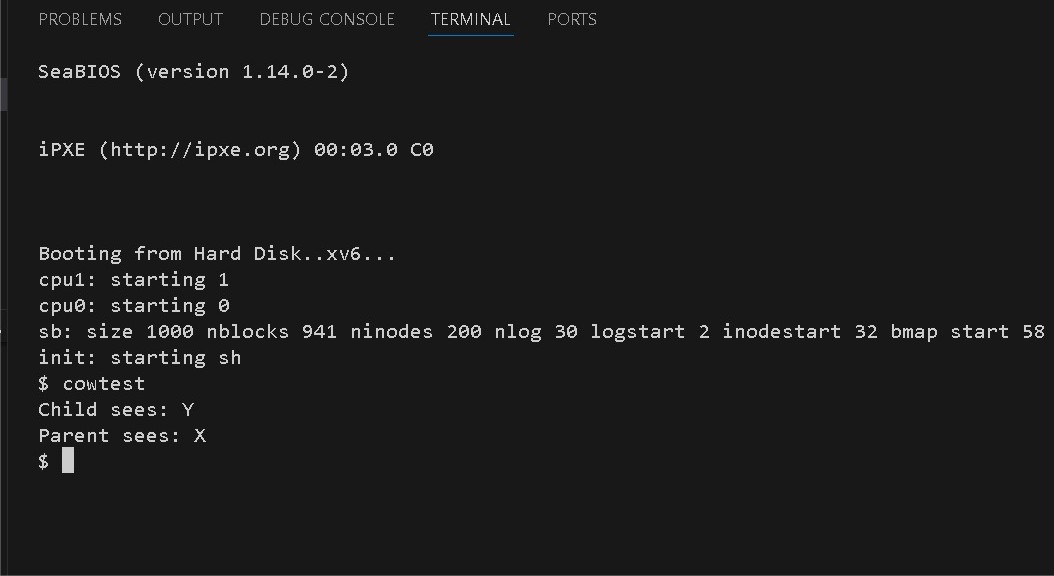 PROBLEMS OUTPUT DEBUG CONSOLE TERMINAL PORTS
SeaBIOS (version 1.14.0-2)
iPXE (http://ipxe.org) 00:03.0 C0
Booting from Hard Disk..xv6...
cpu1: starting 1
cpu0: starting 0
sb: size 1000 nblocks 941 ninodes 200 nlog 30 logstart 2 inodestart 32 bmap start 58
init: starting sh
$ cowtest
Child sees: Y
Parent sees: X
$